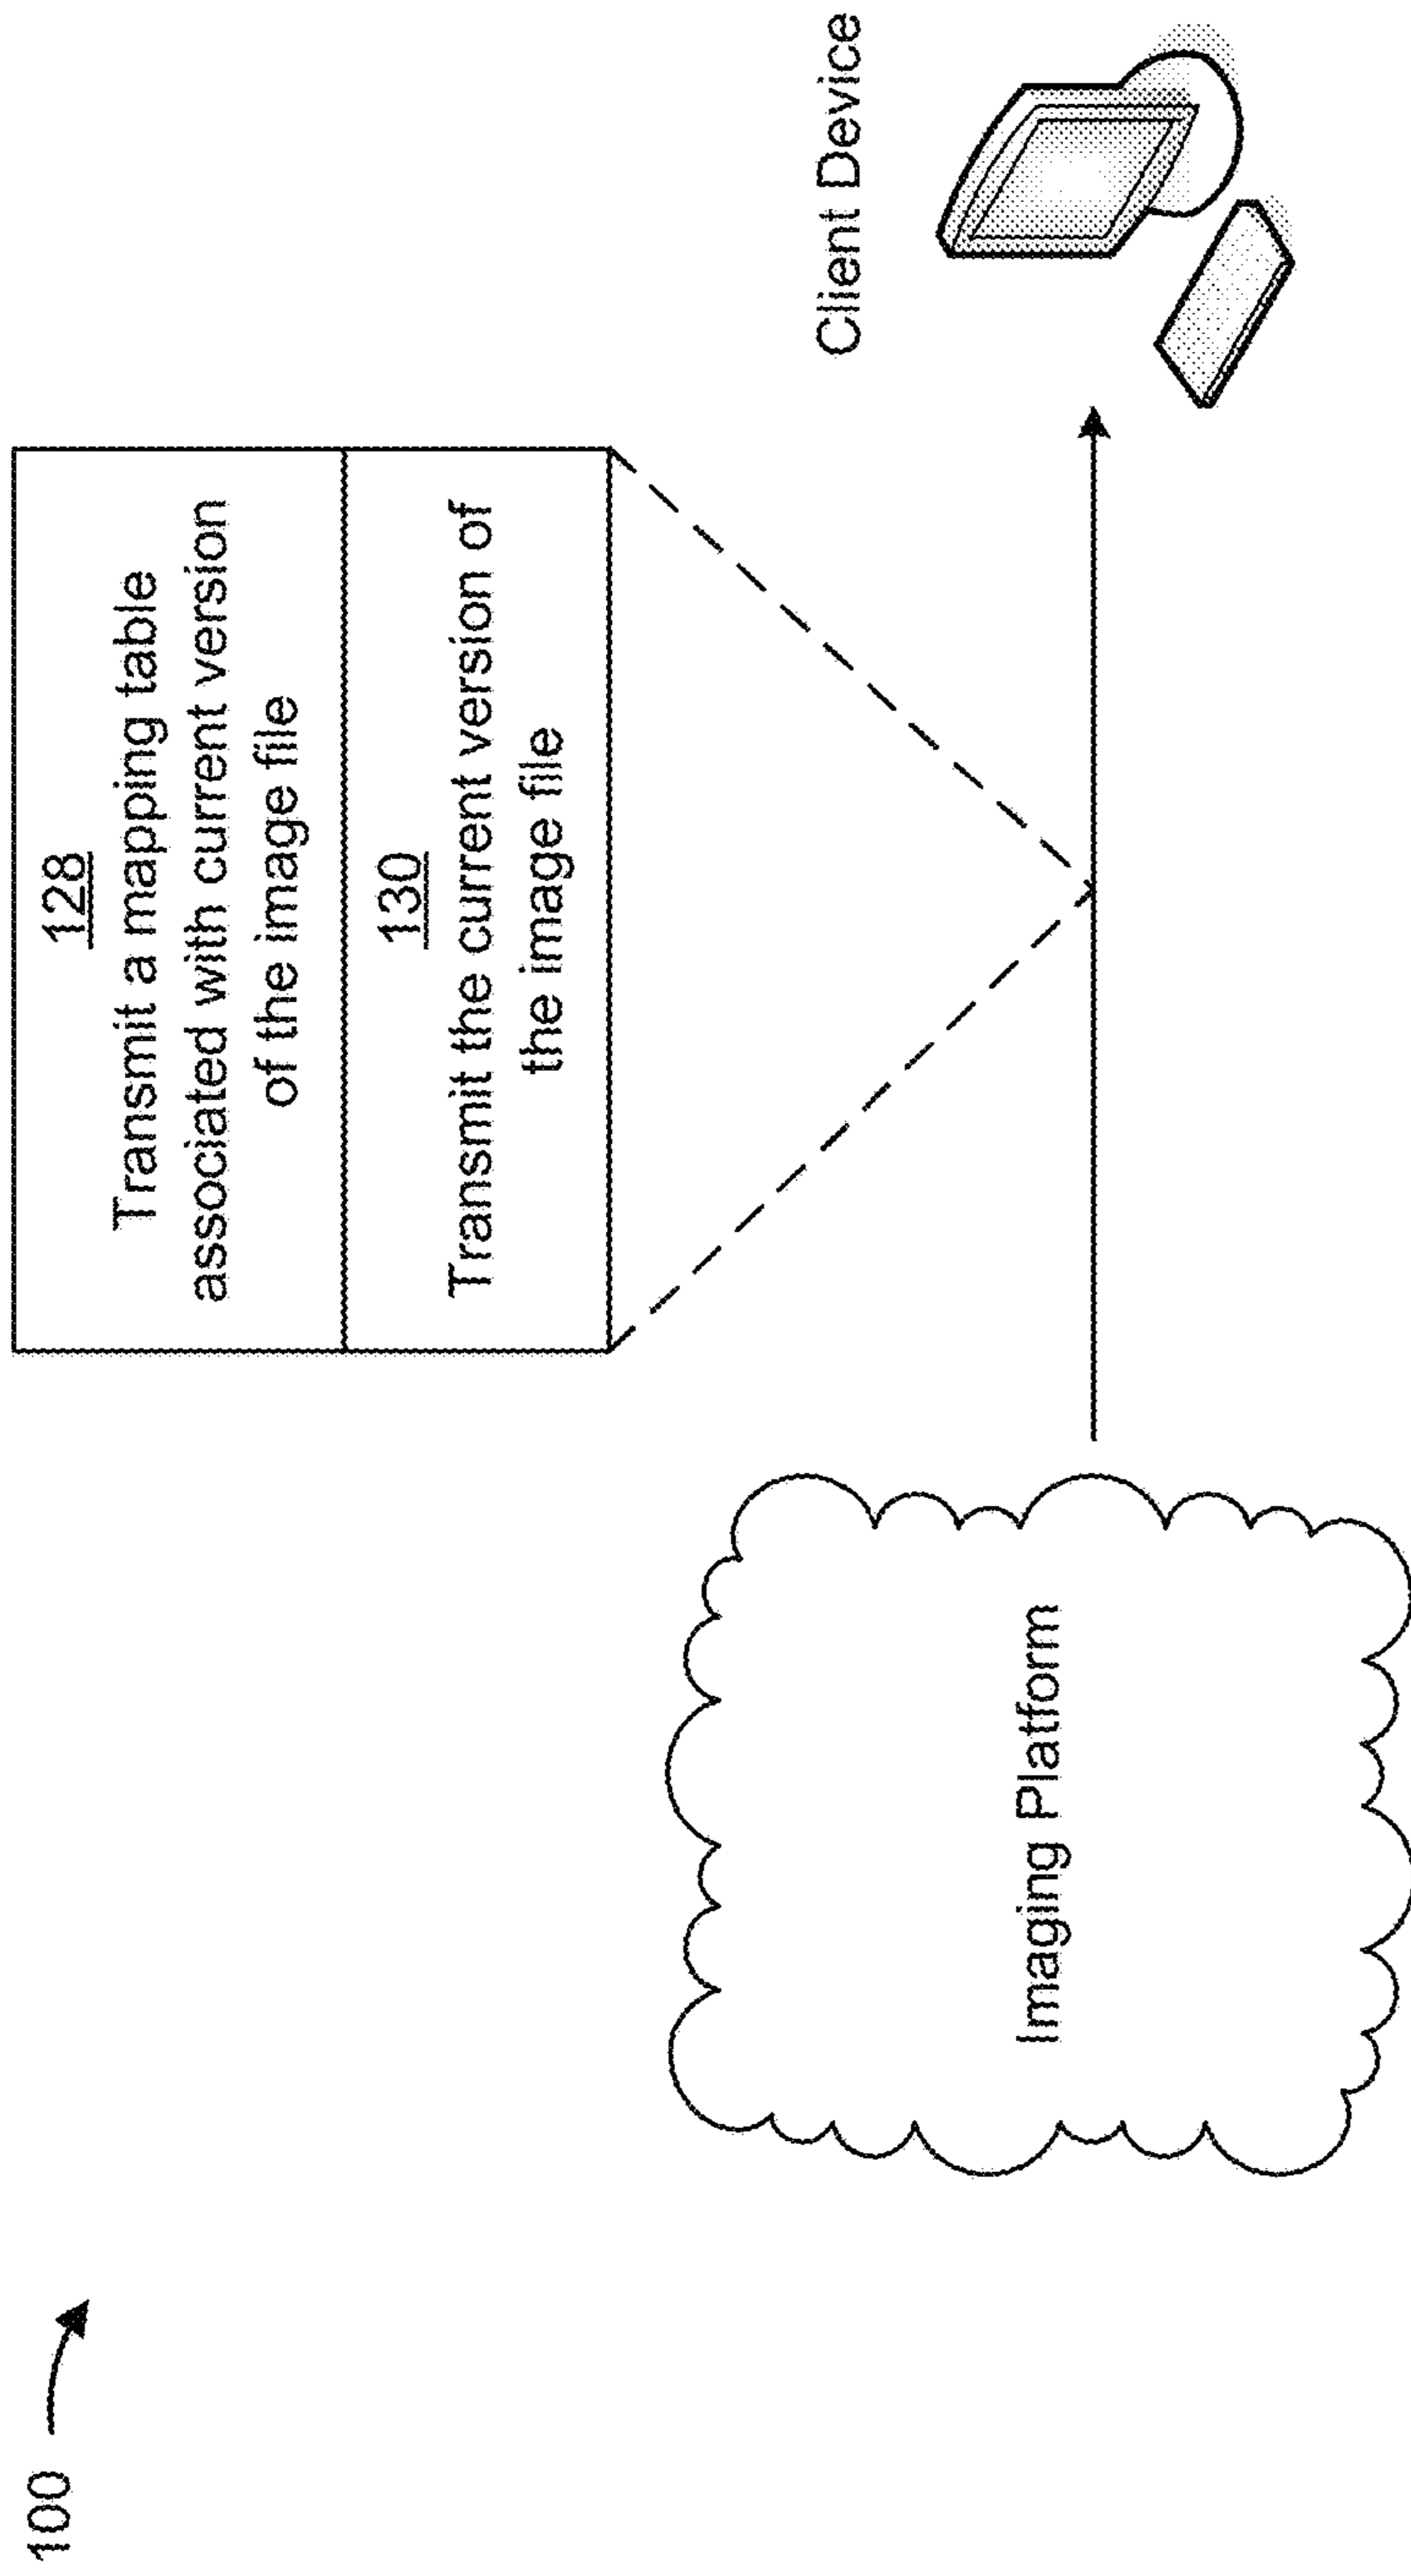 100
128
Transmit a mapping table
associated with current version
of the image file
130
Transmit the current version of
the image file
Imaging Platform
Client Device